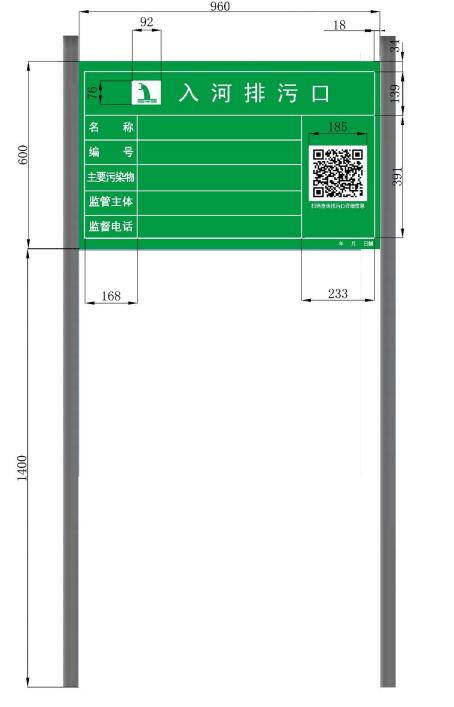 960
92
18
34
76
入河排污口
139
名 称
185
编 号
600
主要污染物
391
监管主体
监督电话
年 月 日制
168
233
1400